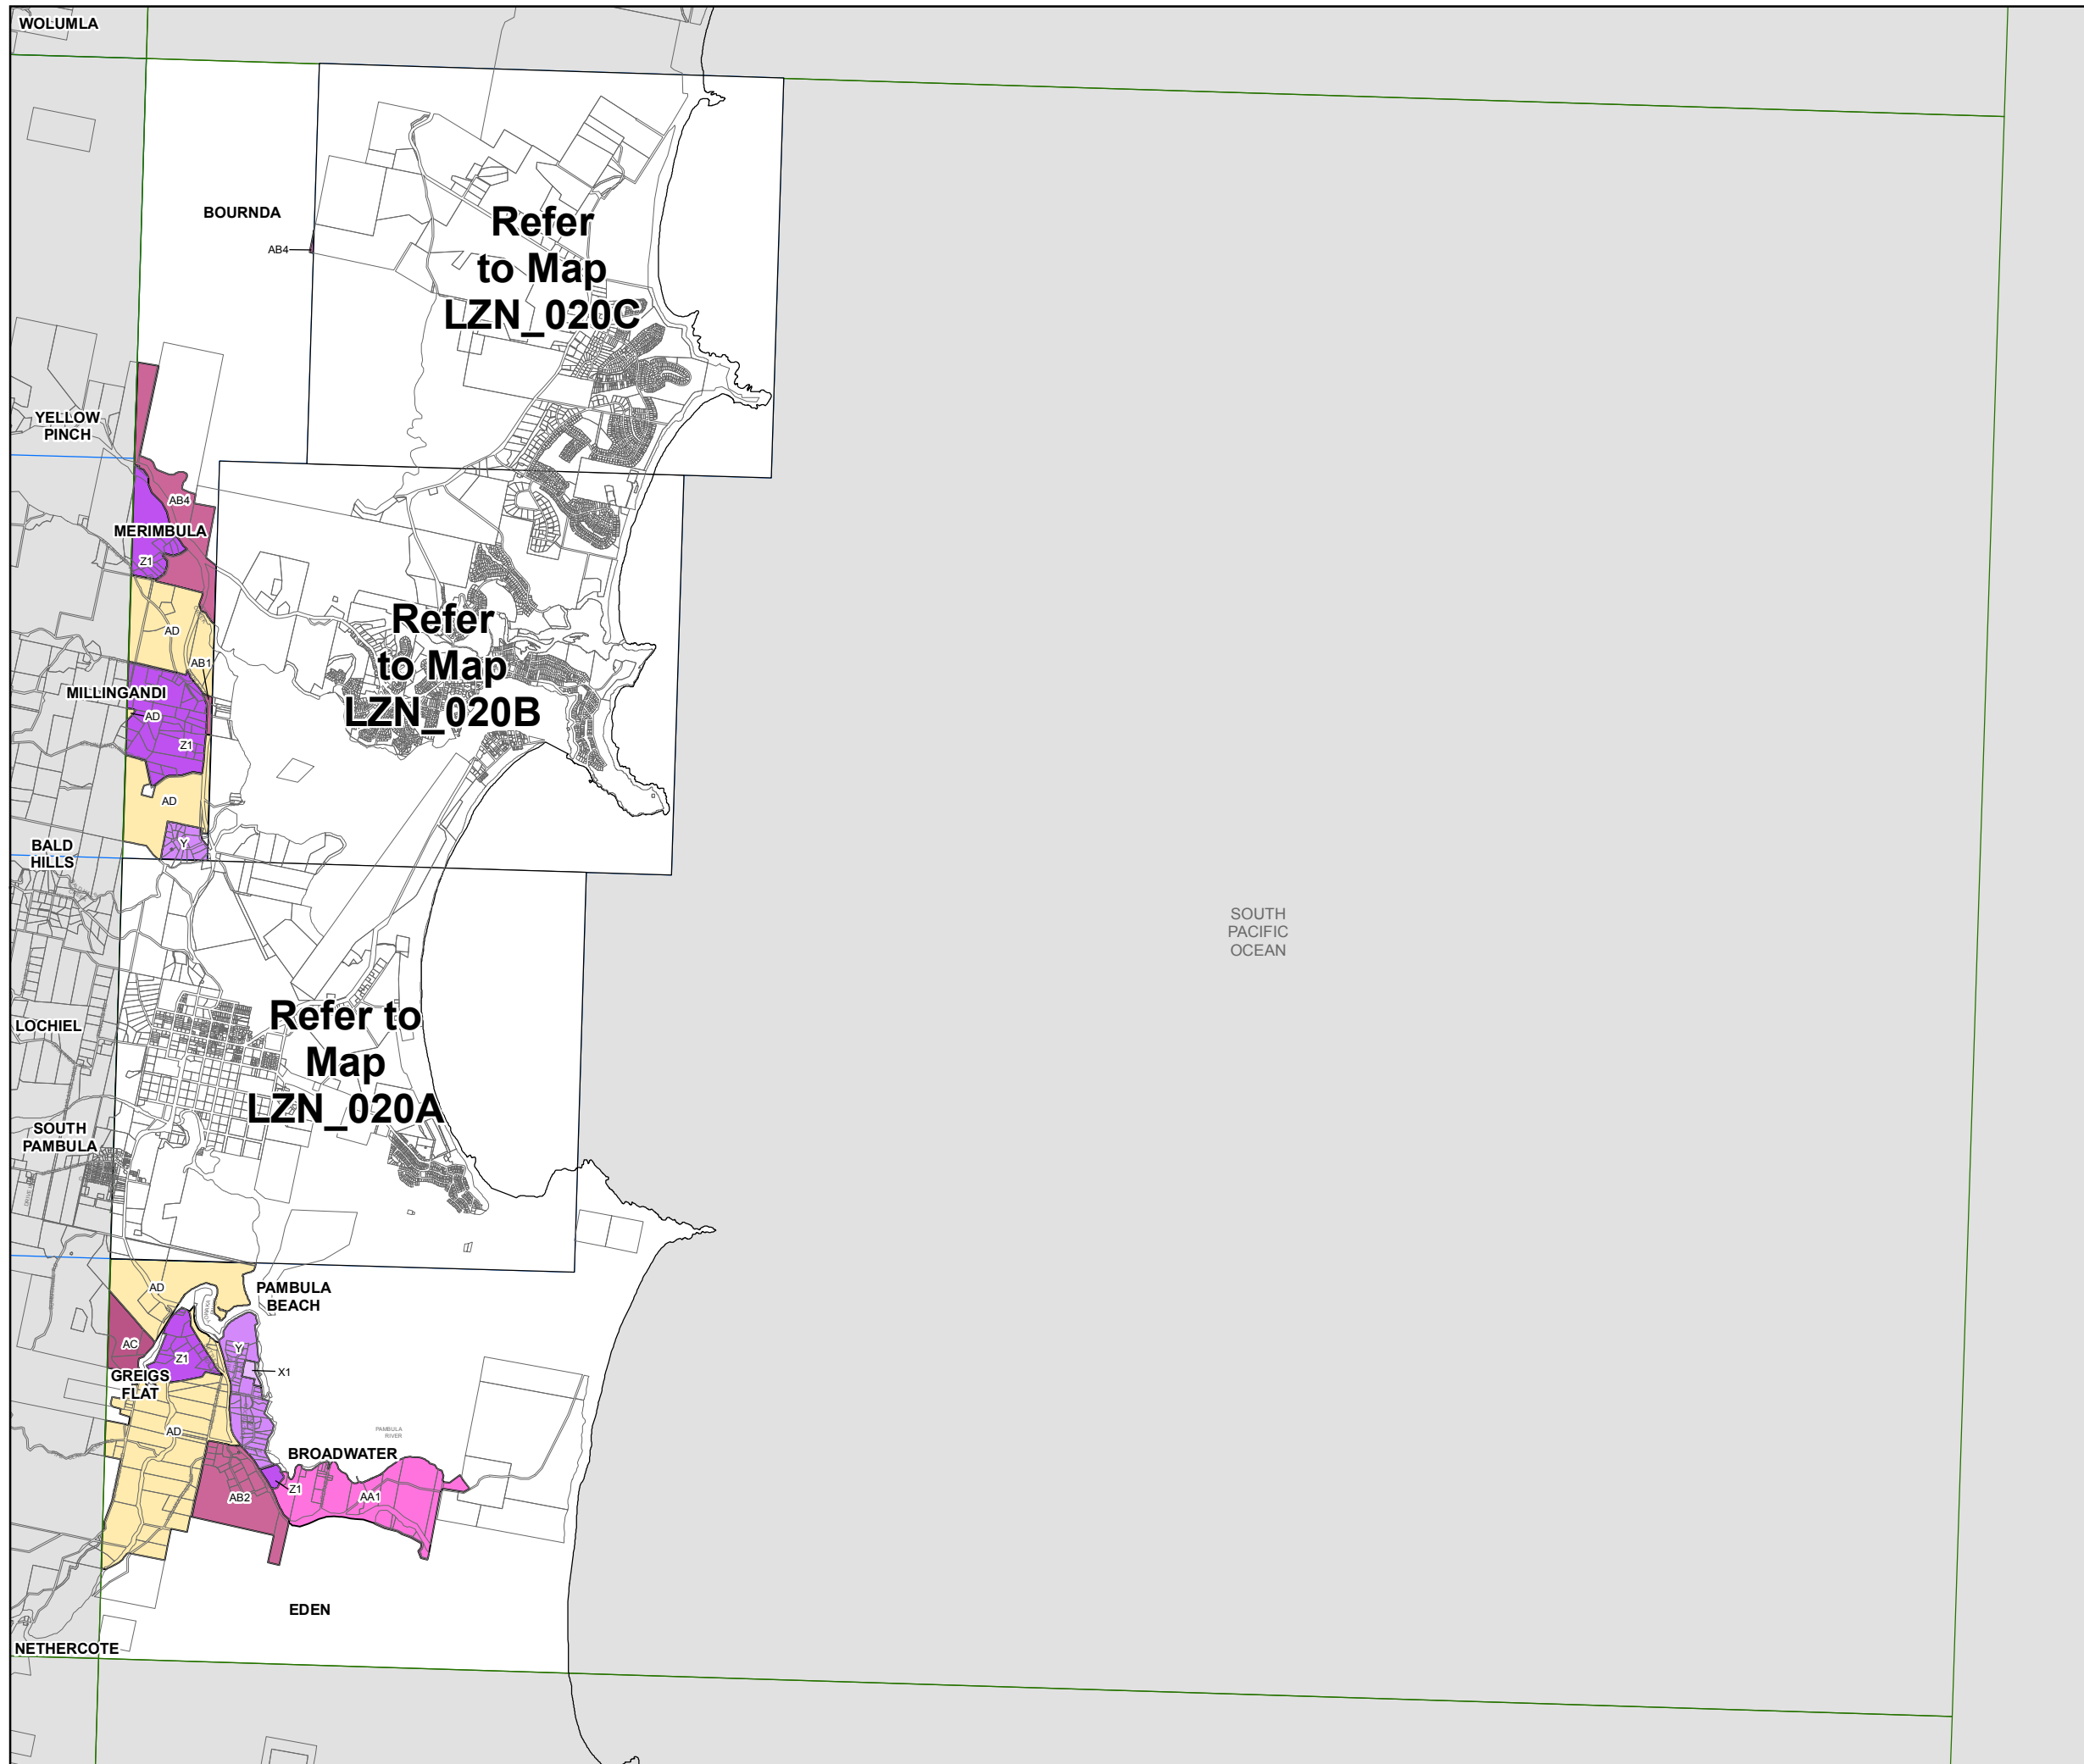 WOLUMLA
BOURNDA
AB4
Refer
to Map
LZN_020C
YELLOW
PINCH
AB4
MERIMBULA
Z1
AD
AB1
Refer
to Map
LZN_020B
MILLINGANDI
AD
Z1
AD
Y
BALD
HILLS
SOUTH
PACIFIC
OCEAN
LOCHIEL
Refer to
Map
LZN_020A
SOUTH
PAMBULA
AD
PAMBULA
BEACH
AC
Z1
Y
X1
GREIGS
FLAT
AD
PAMBULA
RIVER
BROADWATER
Z1
AB2
AA1
EDEN
NETHERCOTE